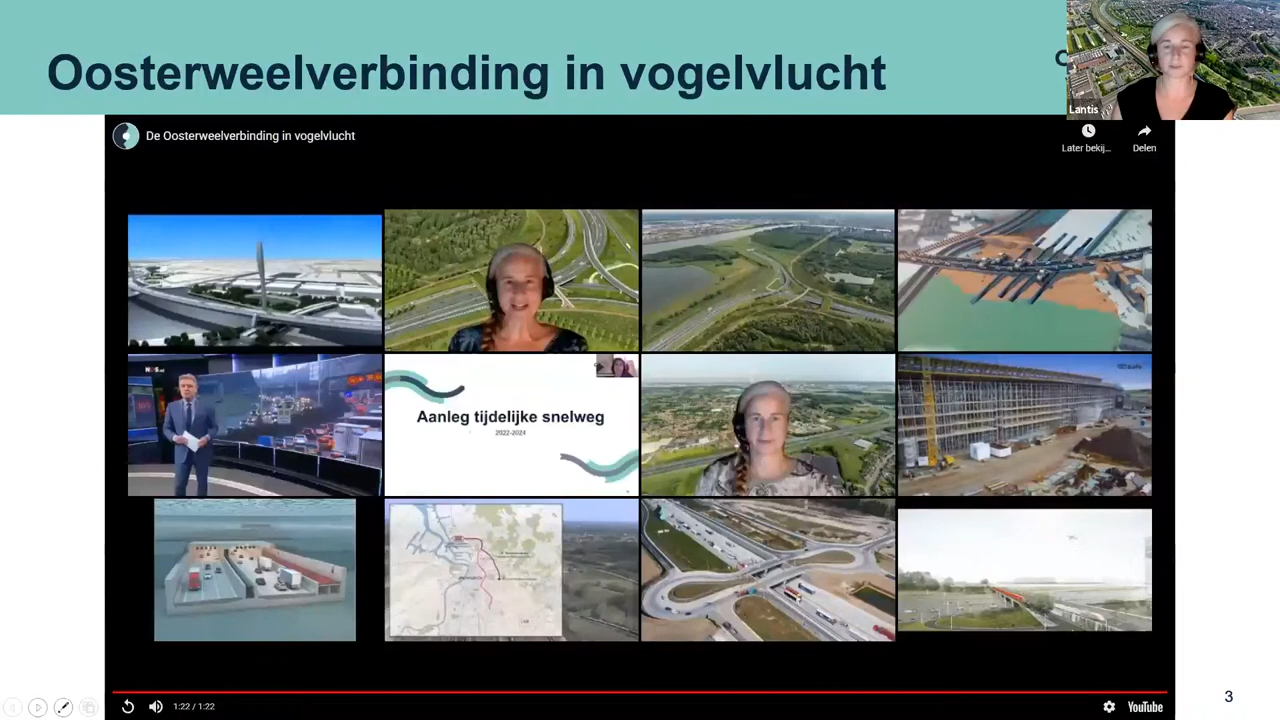 Oosterweelverbinding in vogelvlucht
Lantis
De Oosterweelverbinding in vogelvlucht
Later bekij...
Delen
Aanleg tijdelijke snelweg
2022-2024
1:22 / 1:22
YouTube
3